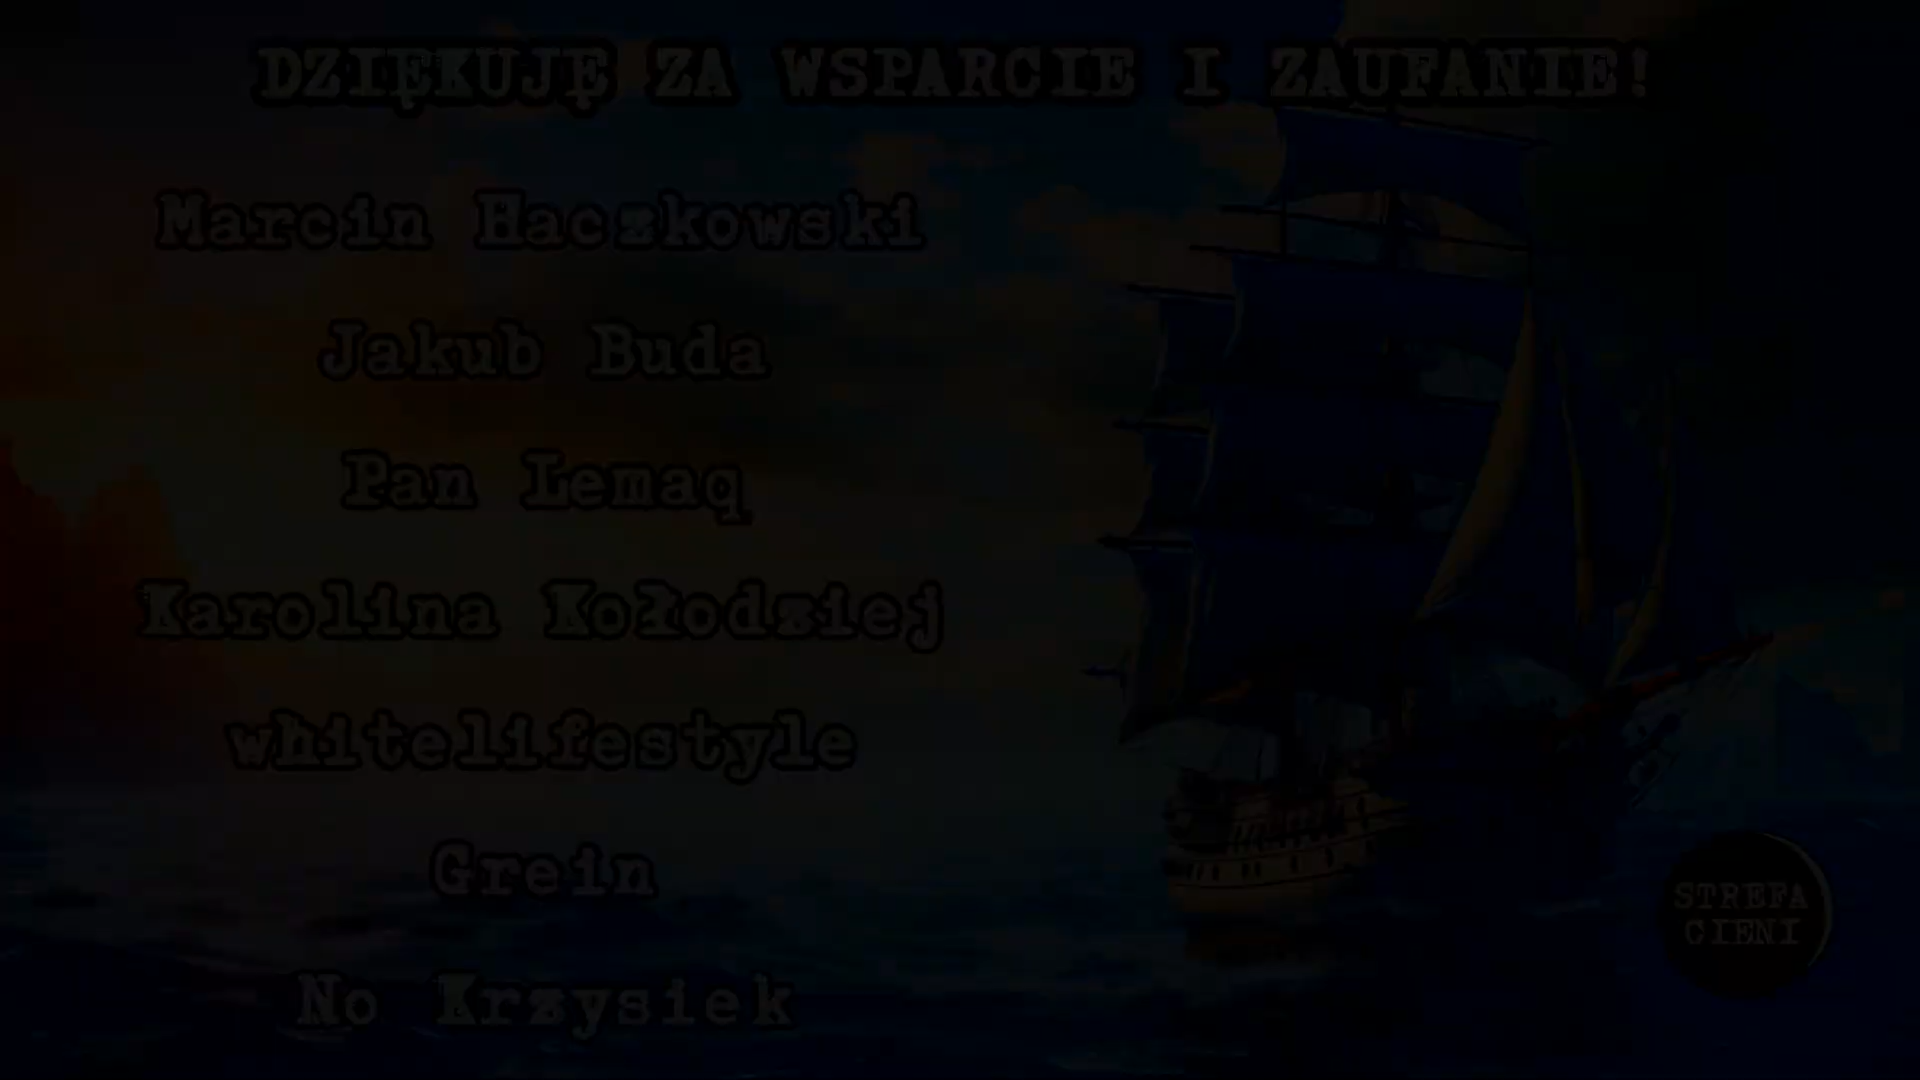 DZIĘKUJĘ ZA WSPARCIE I ZAUFANIE!
Marcin Haczkowski
Jakub Buda
Pan Lemaq
Karolina Kołodziej
whitelifestyle
Grein
No Krzysiek
STREFA
CIENI